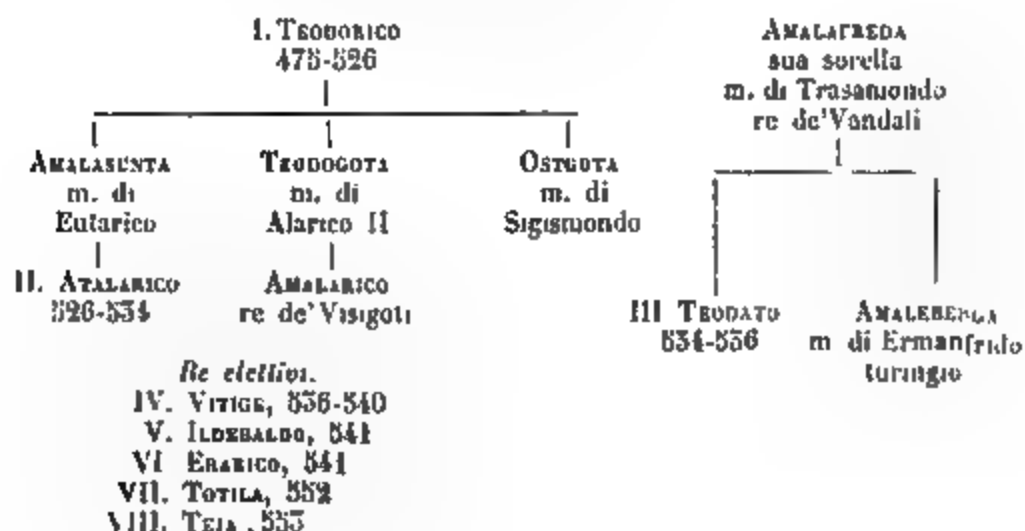 I. TEODORICO
475-526
AMALASUNTA
m. di
Eutarico
II. ATALARICO
526-534
TEODOGOTA
m. di
Alarico II
AMALARICO
re de' Visigoti
OSTGOTA
m. di
Sigismondo
AMALAFREDA
sua sorella
m. di Trasamondo
re de' Vandali
III TEODATO
534-536
AMALEBERGA
m di Ermanfrido
turingio
Re elettivi.
IV. VITIGE, 536-540
V. ILDEBALDO, 541
VI ERARICO, 541
VII. TOTILA, 552
VIII. TEIA, 553